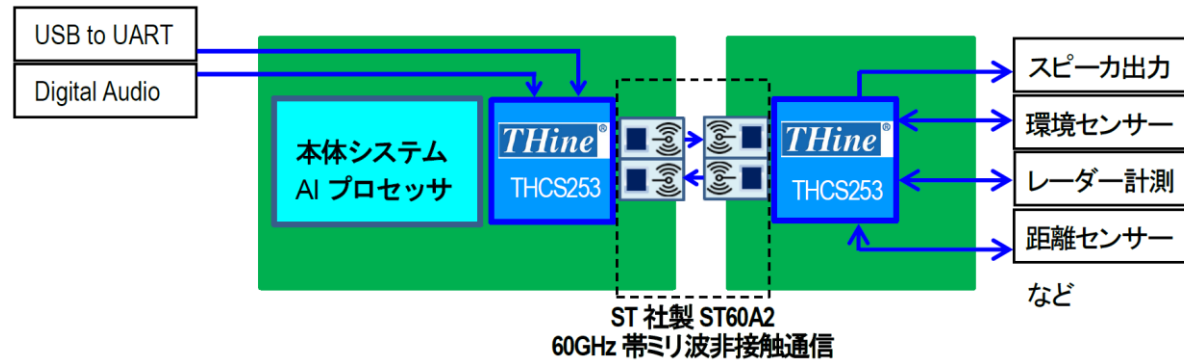 USB to UART
Digital Audio
本体システム
AI プロセッサ
THine®
THCS253
THine®
THCS253
スピーカ出力
環境センサー
レーダー計測
距離センサー
など
ST 社製 ST60A2
60GHz 帯ミリ波非接触通信